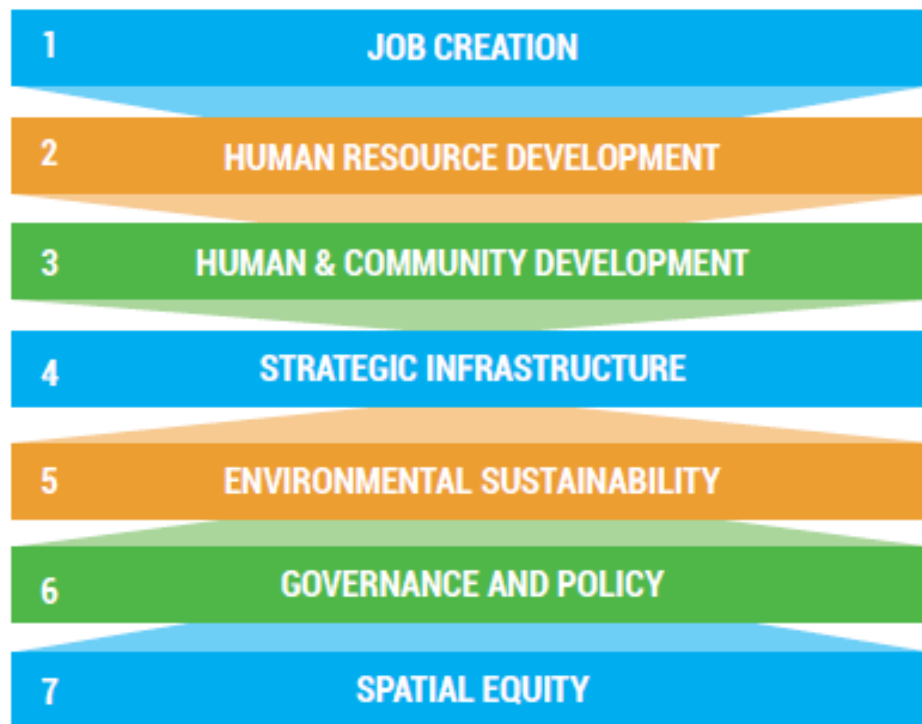 1 JOB CREATION
2 HUMAN RESOURCE DEVELOPMENT
3 HUMAN & COMMUNITY DEVELOPMENT
4 STRATEGIC INFRASTRUCTURE
5 ENVIRONMENTAL SUSTAINABILITY
6 GOVERNANCE AND POLICY
7 SPATIAL EQUITY